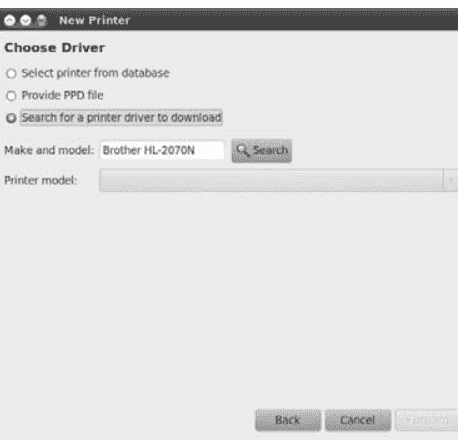 New Printer
Choose Driver
Select printer from database
Provide PPD file
Search for a printer driver to download
Make and model: Brother HL-2070N Search
Printer model:
Back Cancel Forward